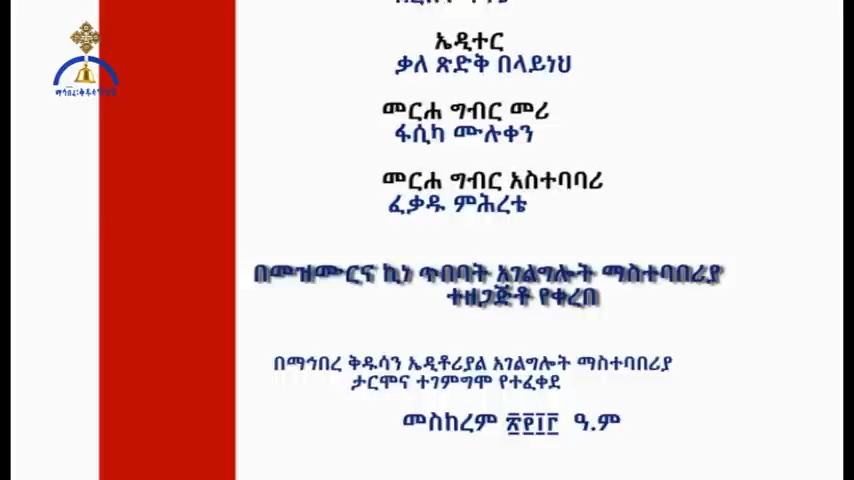 ኤዲተር
ቃለ ጽድቅ በላይነህ
መርሐ ግብር መሪ
ፋሲካ ሙሉቀን
መርሐ ግብር አስተባባሪ
ፈቃዱ ምሕረቴ
በመዝሙርና ኪነ ጥበባት አገልግሎት ማስተባበሪያ
ተዘጋጅቶ የቀረበ
በማኅበረ ቅዱሳን ኤዲቶሪያል አገልግሎት ማስተባበሪያ
ታርሞና ተገምግሞ የተፈቀደ
መስከረም ፳፻፲፫ ዓ.ም